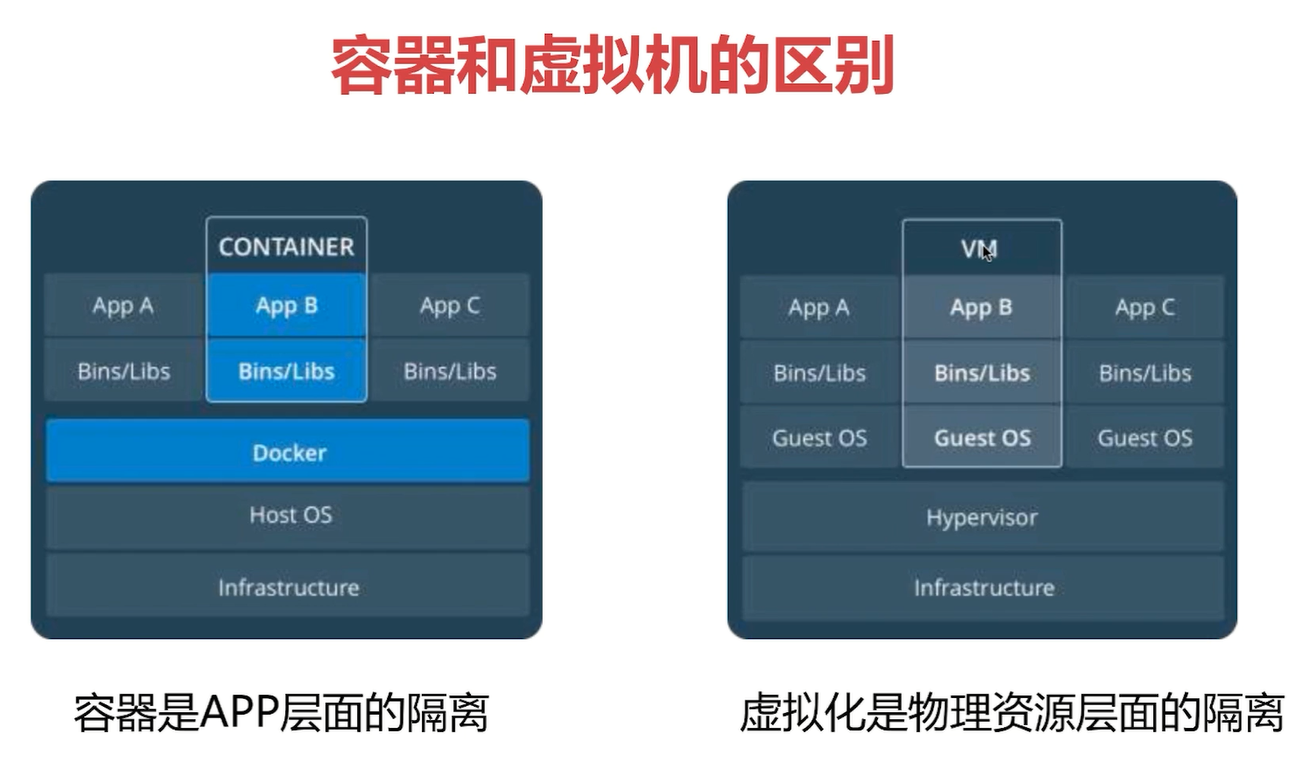 容器和虚拟机的区别
CONTAINER
App A App B App C
Bins/Libs Bins/Libs Bins/Libs
Docker
Host OS
Infrastructure
容器是APP层面的隔离
VM
App A App B App C
Bins/Libs Bins/Libs Bins/Libs
Guest OS Guest OS Guest OS
Hypervisor
Infrastructure
虚拟化是物理资源层面的隔离